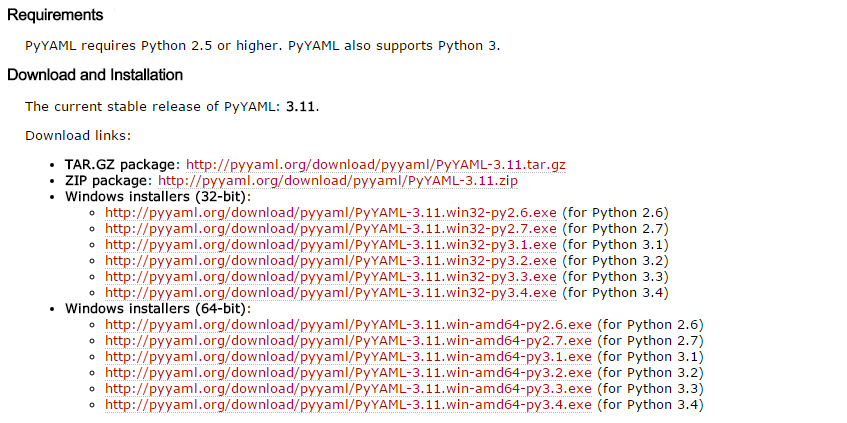 Requirements
PyYAML requires Python 2.5 or higher. PyYAML also supports Python 3.
Download and Installation
The current stable release of PyYAML: 3.11.
Download links:
• TAR.GZ package: http://pyyaml.org/download/pyyaml/PyYAML-3.11.tar.gz
• ZIP package: http://pyyaml.org/download/pyyaml/PyYAML-3.11.zip
• Windows installers (32-bit):
◦ http://pyyaml.org/download/pyyaml/PyYAML-3.11.win32-py2.6.exe (for Python 2.6)
◦ http://pyyaml.org/download/pyyaml/PyYAML-3.11.win32-py2.7.exe (for Python 2.7)
◦ http://pyyaml.org/download/pyyaml/PyYAML-3.11.win32-py3.1.exe (for Python 3.1)
◦ http://pyyaml.org/download/pyyaml/PyYAML-3.11.win32-py3.2.exe (for Python 3.2)
◦ http://pyyaml.org/download/pyyaml/PyYAML-3.11.win32-py3.3.exe (for Python 3.3)
◦ http://pyyaml.org/download/pyyaml/PyYAML-3.11.win32-py3.4.exe (for Python 3.4)
• Windows installers (64-bit):
◦ http://pyyaml.org/download/pyyaml/PyYAML-3.11.win-amd64-py2.6.exe (for Python 2.6)
◦ http://pyyaml.org/download/pyyaml/PyYAML-3.11.win-amd64-py2.7.exe (for Python 2.7)
◦ http://pyyaml.org/download/pyyaml/PyYAML-3.11.win-amd64-py3.1.exe (for Python 3.1)
◦ http://pyyaml.org/download/pyyaml/PyYAML-3.11.win-amd64-py3.2.exe (for Python 3.2)
◦ http://pyyaml.org/download/pyyaml/PyYAML-3.11.win-amd64-py3.3.exe (for Python 3.3)
◦ http://pyyaml.org/download/pyyaml/PyYAML-3.11.win-amd64-py3.4.exe (for Python 3.4)